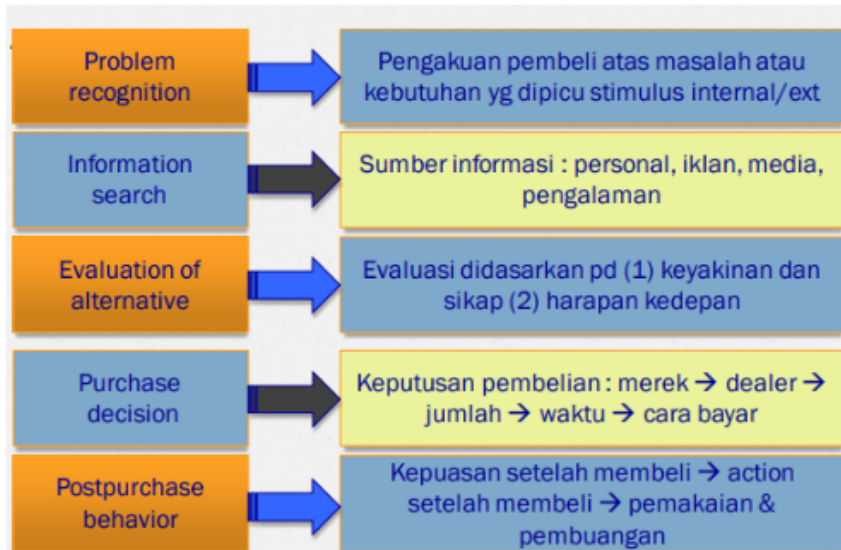 Problem
recognition
Pengakuan pembeli atas masalah atau
kebutuhan yg dipicu stimulus internal/ext
Information
search
Sumber informasi : personal, iklan, media,
pengalaman
Evaluation of
alternative
Evaluasi didasarkan pd (1) keyakinan dan
sikap (2) harapan kedepan
Purchase
decision
Keputusan pembelian : merek → dealer →
jumlah → waktu → cara bayar
Postpurchase
behavior
Kepuasan setelah membeli → action
setelah membeli → pemakaian &
pembuangan